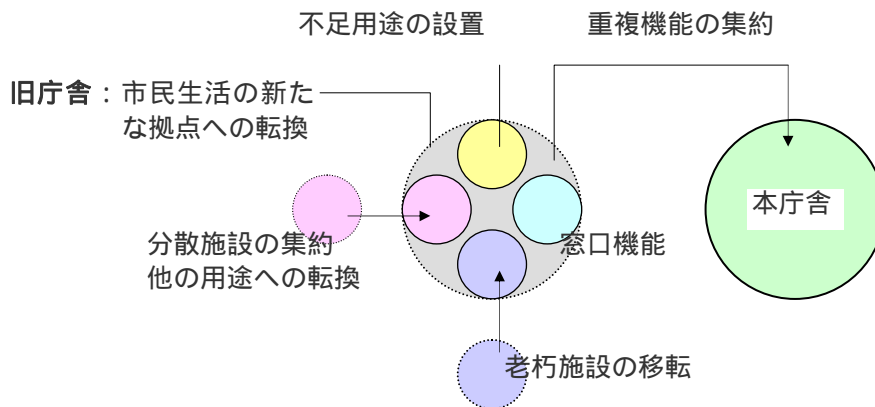 不足用途の設置
重複機能の集約
旧庁舎：市民生活の新た
な拠点への転換
本庁舎
分散施設の集約
他の用途への転換
窓口機能
老朽施設の移転